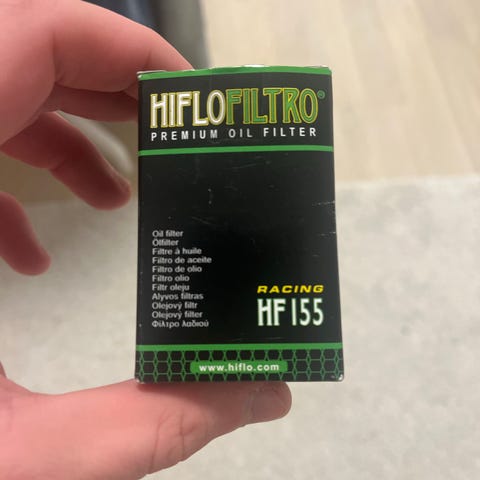 HIFLOFILTRO®
PREMIUM OIL FILTER
Oil filter
Ölfilter
Filtre à huile
Filtro de aceite
Filtro de olio
Filtro olio
Filtr oleju
Alyvos filtras
Olejový filtr
Olejový filter
Φίλτρο λαδιού
RACING
HF155
www.hiflo.com